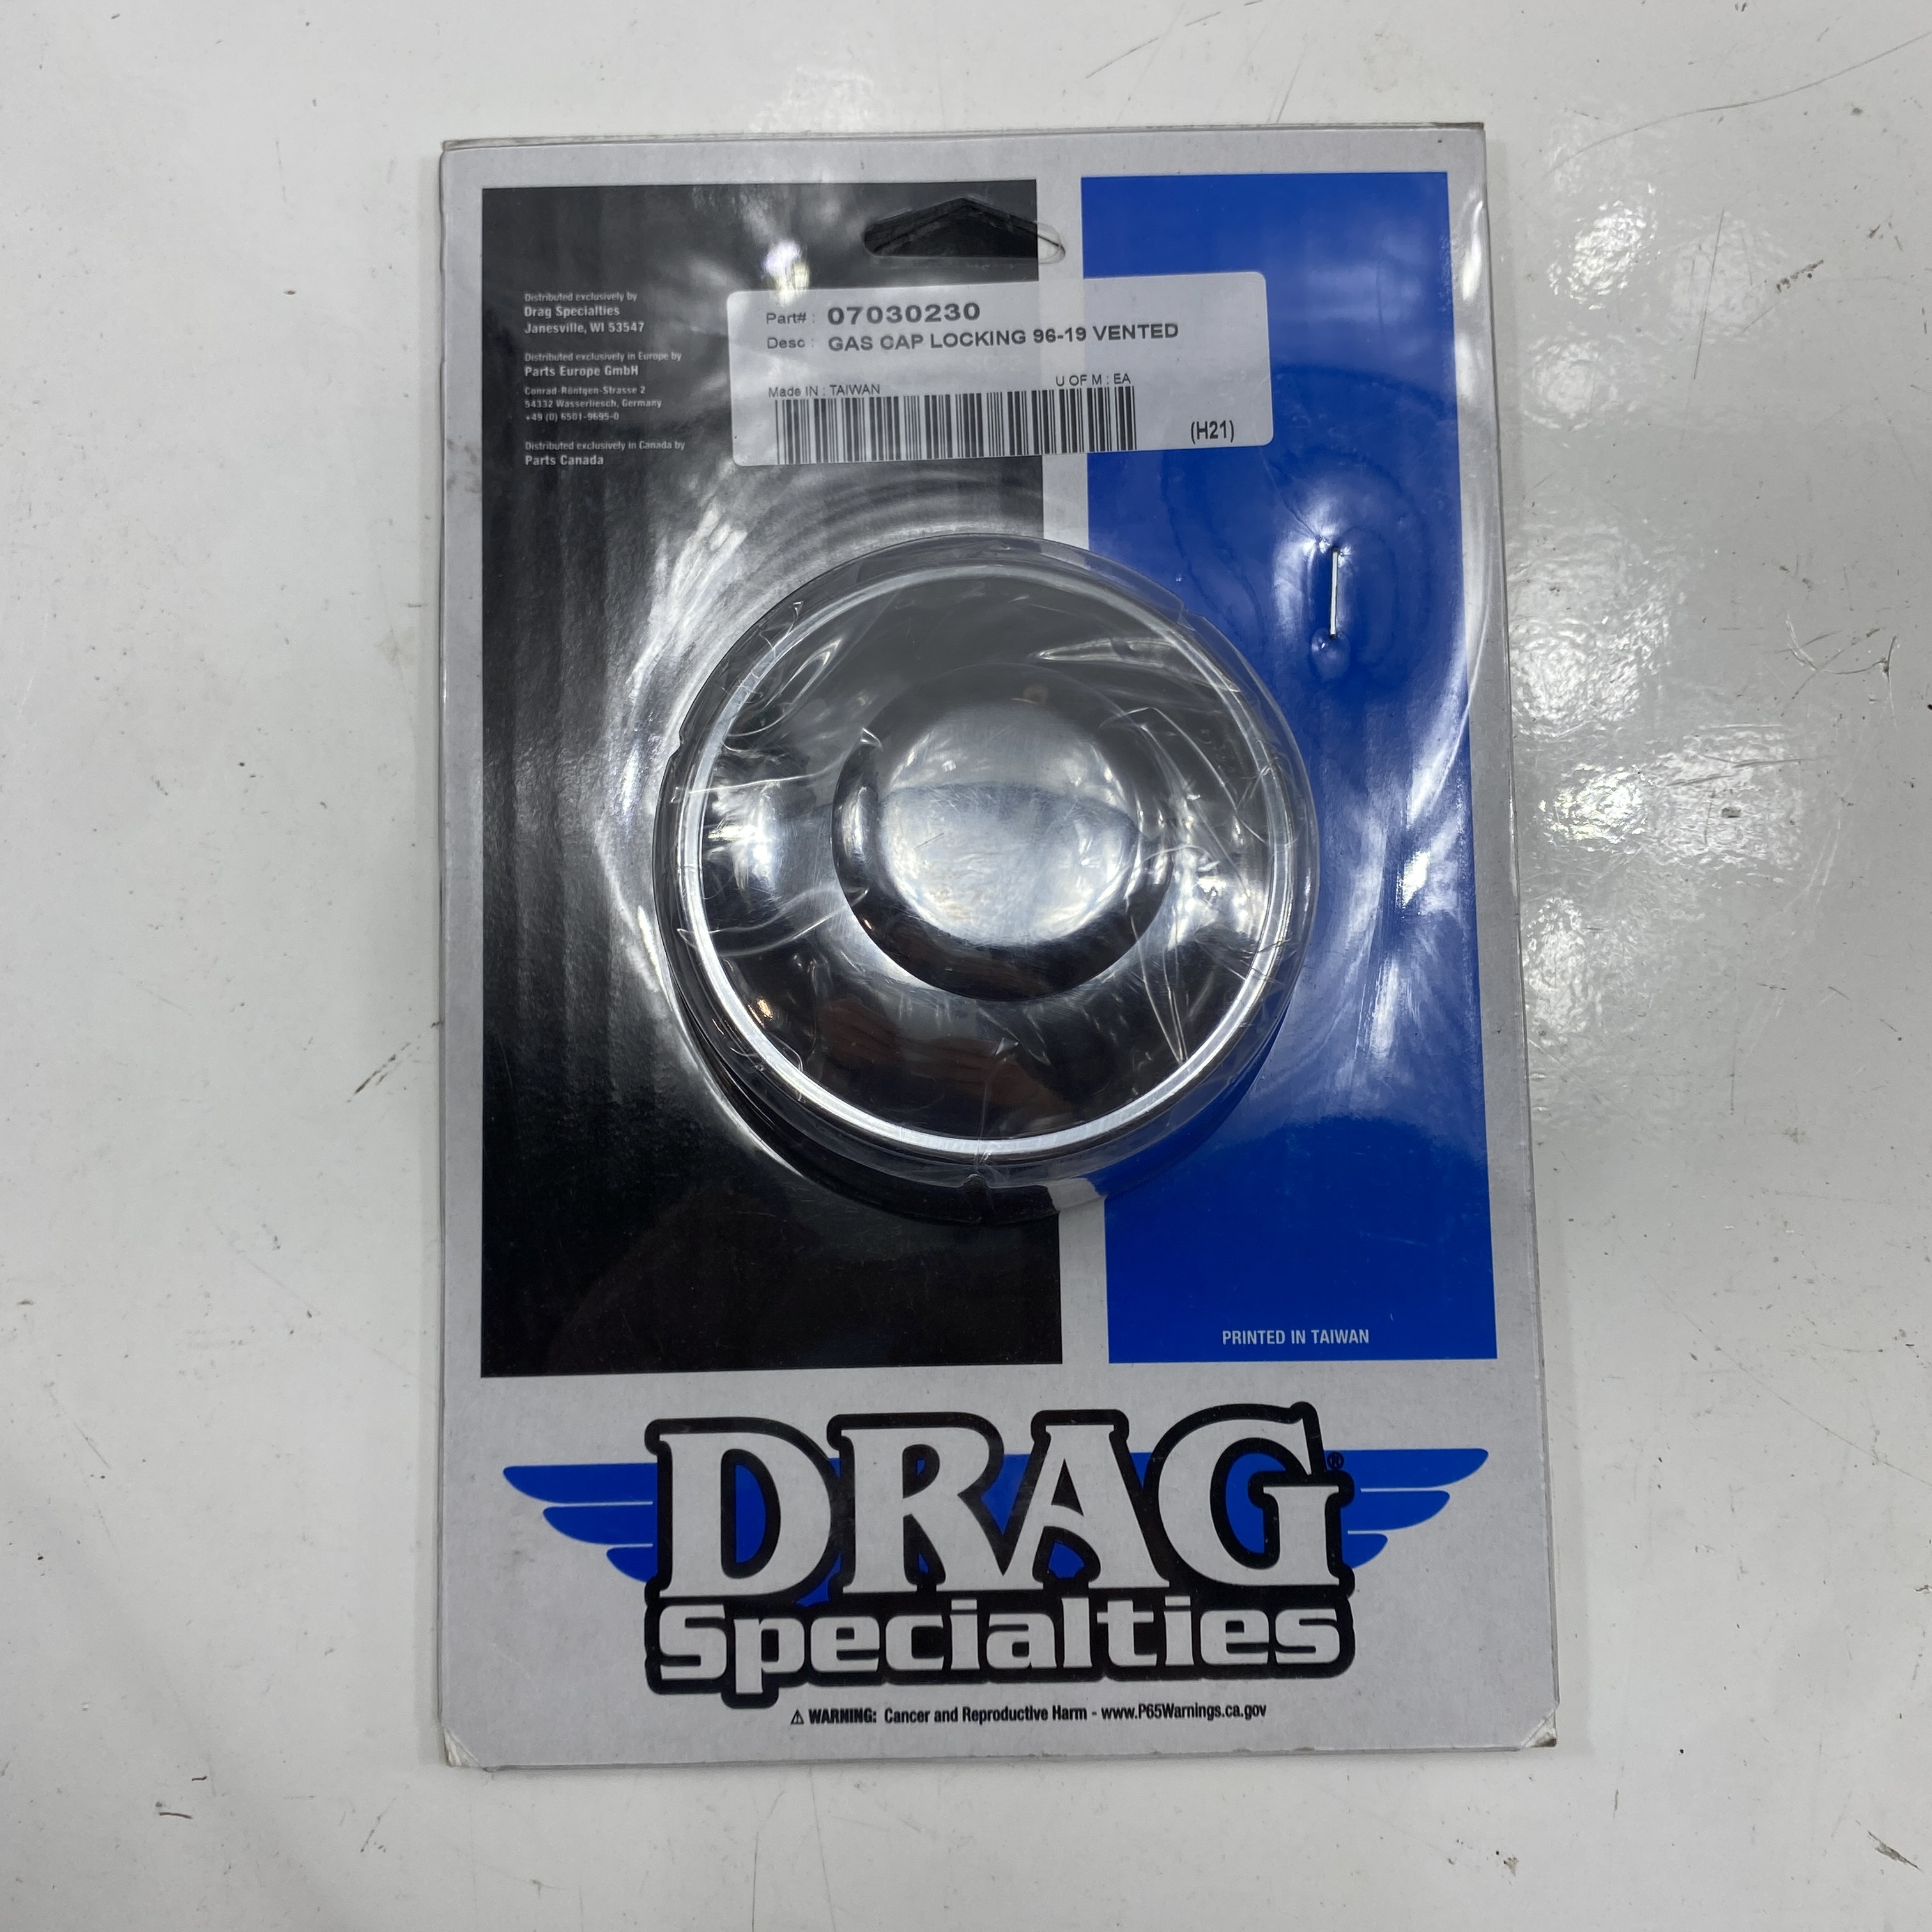 Distributed exclusively by
Drag Specialties
Janesville, WI 53547
Distributed exclusively in Europe by
Parts Europe GmbH
Conrad-Röntgen-Strasse 2
54332 Wasserliesch, Germany
+49 (0) 6501-9695-0
Distributed exclusively in Canada by
Parts Canada
Part# : 07030230
Desc : GAS CAP LOCKING 96-19 VENTED
Made IN : TAIWAN U OF M : EA
(H21)
PRINTED IN TAIWAN
DRAG®
Specialties
⚠ WARNING: Cancer and Reproductive Harm - www.P65Warnings.ca.gov